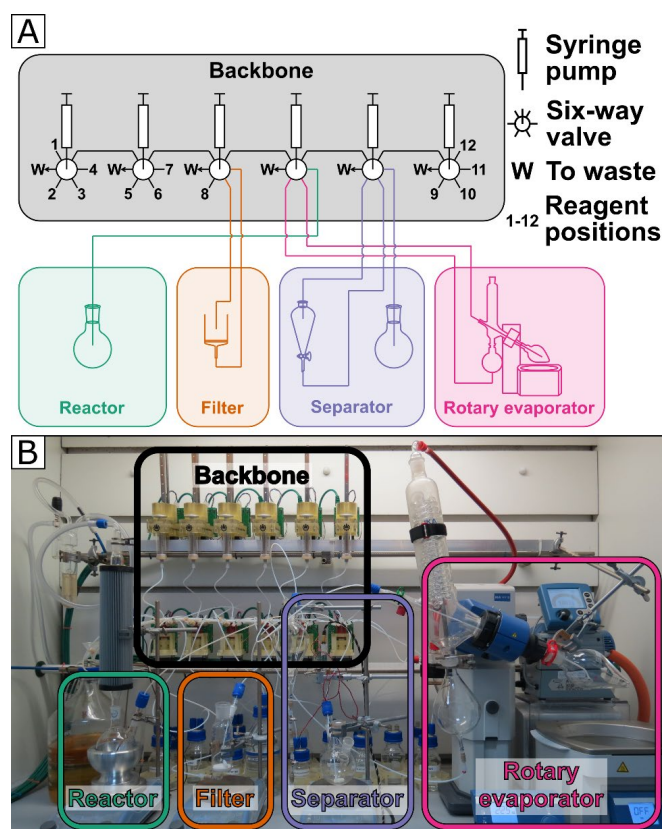 A
Backbone
Syringe
pump
Six-way
valve
W To waste
1-12 Reagent
positions
1
12
W 4 W 7 W W W W 11
2 3 5 6 8 9 10
Reactor
Filter
Separator
Rotary evaporator
B
Backbone
Reactor
Filter
Separator
Rotary
evaporator
OFF